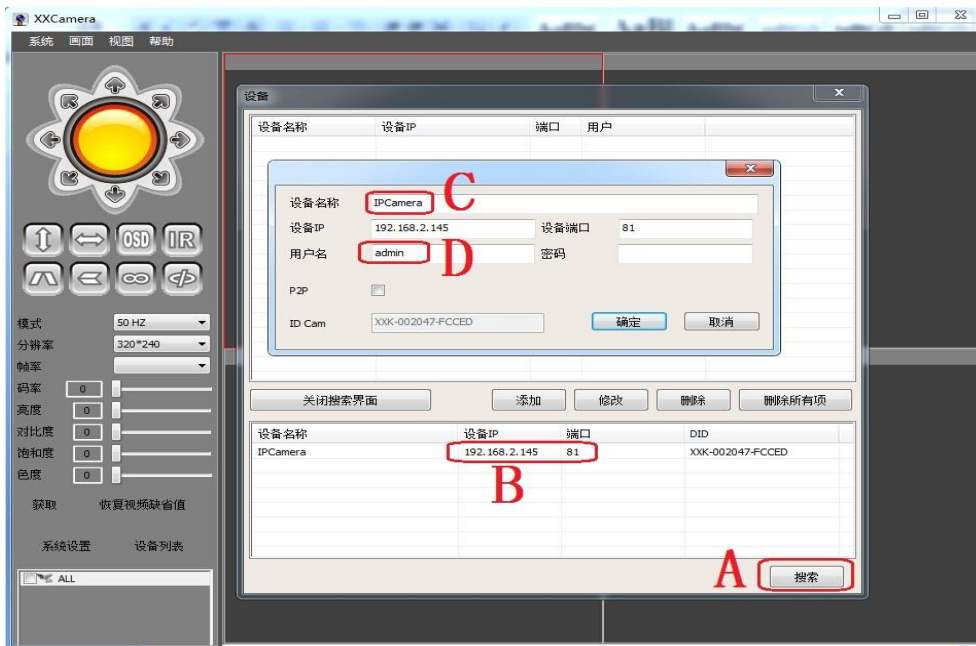 XXCamera
系统 画面 视图 帮助
设备
设备名称 设备IP 端口 用户
设备名称 IPCamera C
设备IP 192.168.2.145 设备端口 81
用户名 admin D 密码
P2P
ID Cam XXK-002047-FCCED 确定 取消
关闭搜索界面 添加 修改 删除 删除所有项
设备名称 设备IP 端口 DID
IPCamera 192.168.2.145 81 XXK-002047-FCCED
B
A 搜索
OSD IR
模式 50 HZ
分辨率 320*240
帧率
码率 0
亮度 0
对比度 0
饱和度 0
色度 0
获取 恢复视频缺省值
系统设置 设备列表
ALL